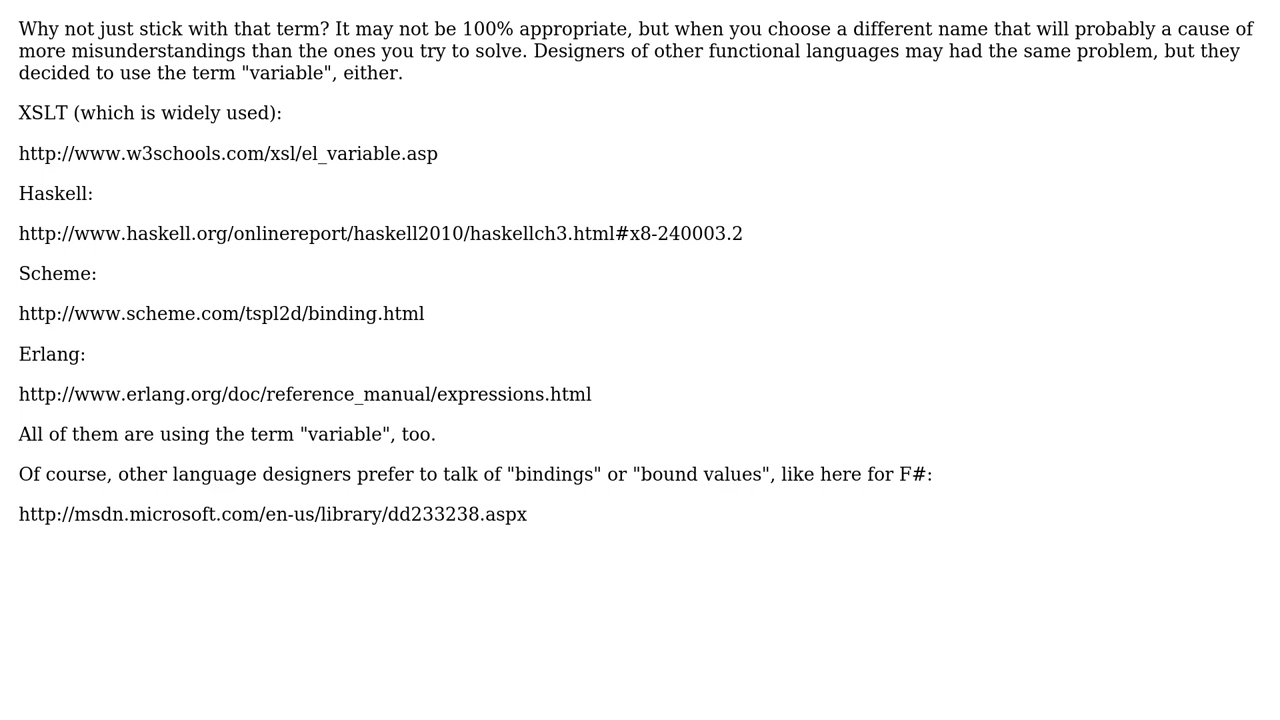 Why not just stick with that term? It may not be 100% appropriate, but when you choose a different name that will probably a cause of
more misunderstandings than the ones you try to solve. Designers of other functional languages may had the same problem, but they
decided to use the term "variable", either.
XSLT (which is widely used):
http://www.w3schools.com/xsl/el_variable.asp
Haskell:
http://www.haskell.org/onlinereport/haskell2010/haskellch3.html#x8-240003.2
Scheme:
http://www.scheme.com/tspl2d/binding.html
Erlang:
http://www.erlang.org/doc/reference_manual/expressions.html
All of them are using the term "variable", too.
Of course, other language designers prefer to talk of "bindings" or "bound values", like here for F#:
http://msdn.microsoft.com/en-us/library/dd233238.aspx